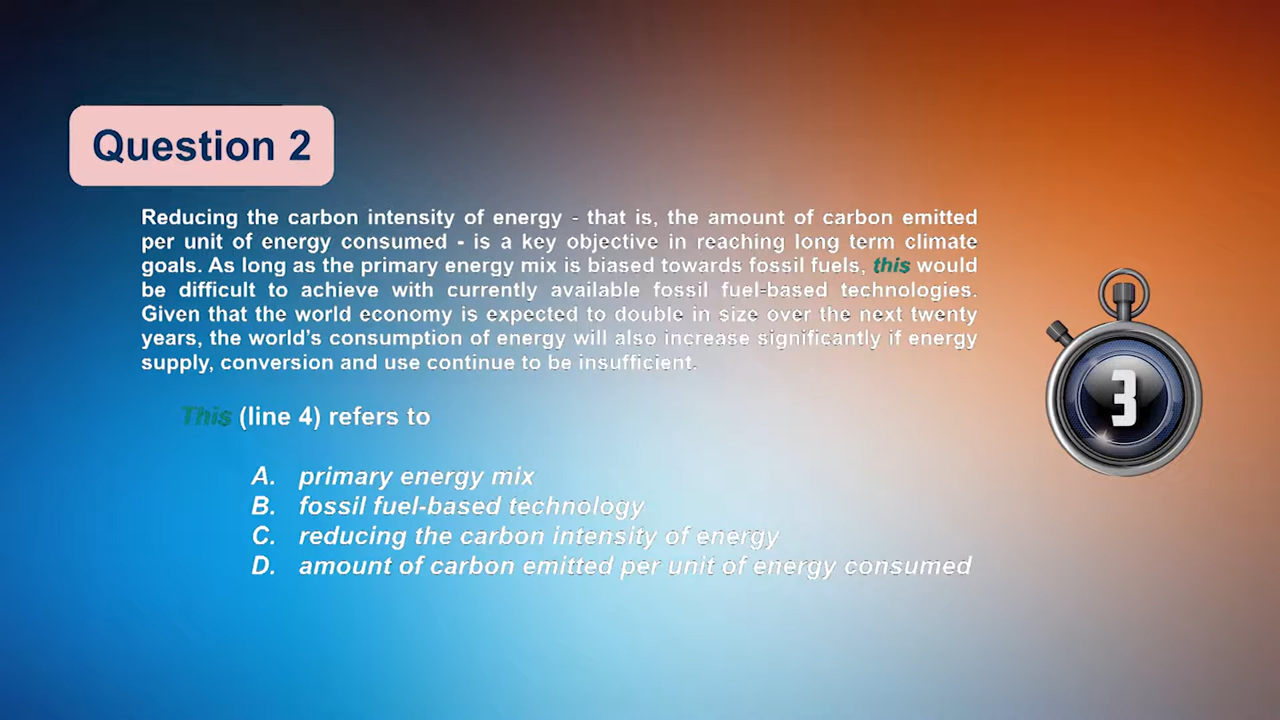 Question 2
Reducing the carbon intensity of energy - that is, the amount of carbon emitted
per unit of energy consumed - is a key objective in reaching long term climate
goals. As long as the primary energy mix is biased towards fossil fuels, this would
be difficult to achieve with currently available fossil fuel-based technologies.
Given that the world economy is expected to double in size over the next twenty
years, the world's consumption of energy will also increase significantly if energy
supply, conversion and use continue to be insufficient.
This (line 4) refers to
A. primary energy mix
B. fossil fuel-based technology
C. reducing the carbon intensity of energy
D. amount of carbon emitted per unit of energy consumed
3